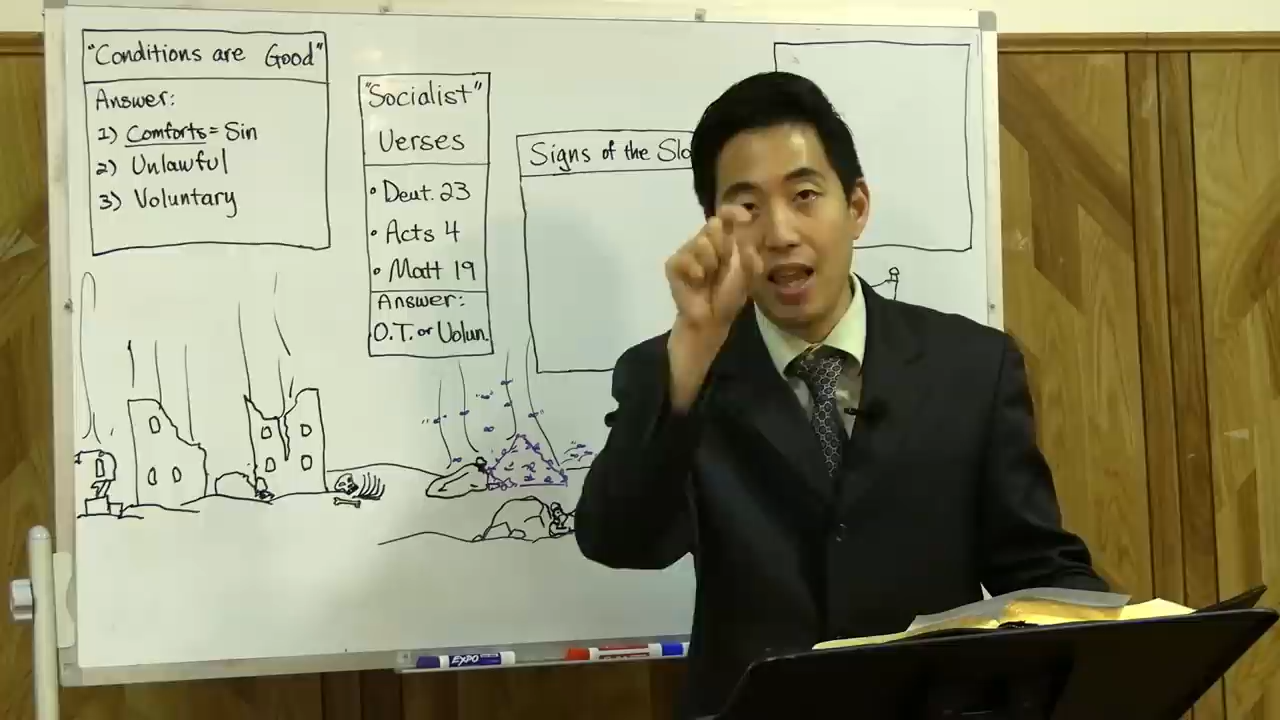 "Conditions are Good"
Answer:
1) Comforts = Sin
2) Unlawful
3) Voluntary
"Socialist"
Verses
• Deut. 23
• Acts 4
• Matt 19
Answer:
O.T. or Volun.
Signs of the
EXPO